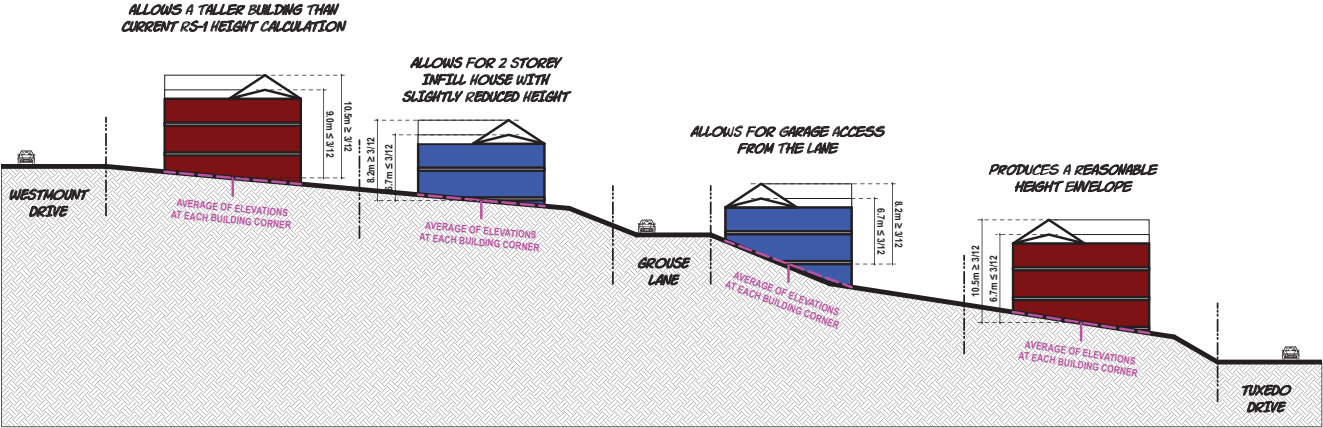 ALLOWS A TALLER BUILDING THAN
CURRENT RS-1 HEIGHT CALCULATION
9.0m ≤ 3/12
10.5m ≥ 3/12
WESTMOUNT
DRIVE
AVERAGE OF ELEVATIONS
AT EACH BUILDING CORNER
ALLOWS FOR 2 STOREY
INFILL HOUSE WITH
SLIGHTLY REDUCED HEIGHT
8.2m ≥ 3/12
6.7m ≤ 3/12
AVERAGE OF ELEVATIONS
AT EACH BUILDING CORNER
GROUSE
LANE
ALLOWS FOR GARAGE ACCESS
FROM THE LANE
6.7m ≤ 3/12
8.2m ≥ 3/12
AVERAGE OF ELEVATIONS
AT EACH BUILDING CORNER
PRODUCES A REASONABLE
HEIGHT ENVELOPE
10.5m ≥ 3/12
6.7m ≤ 3/12
AVERAGE OF ELEVATIONS
AT EACH BUILDING CORNER
TUXEDO
DRIVE